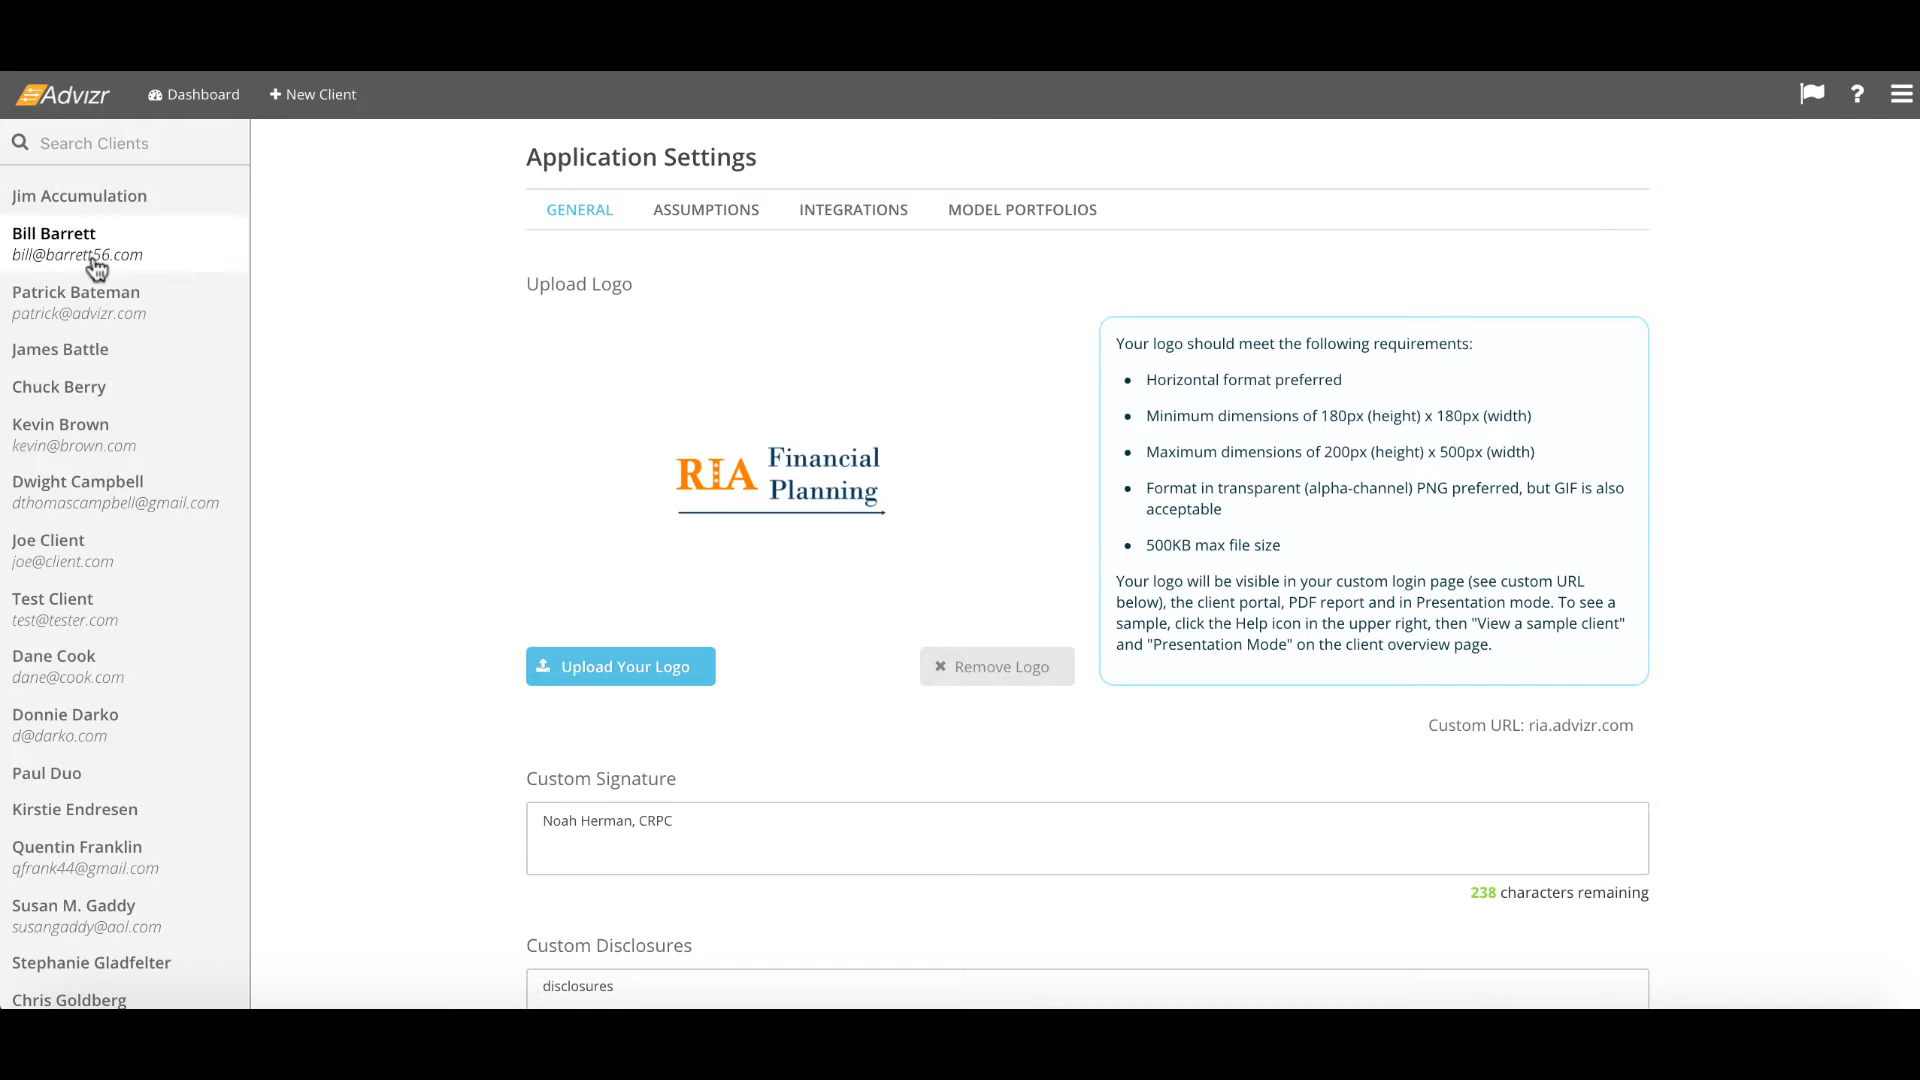 Advizr
Dashboard
New Client
Search Clients
Jim Accumulation
Bill Barrett
bill@barrett56.com
Patrick Bateman
patrick@advizr.com
James Battle
Chuck Berry
Kevin Brown
kevin@brown.com
Dwight Campbell
dthomascampbell@gmail.com
Joe Client
joe@client.com
Test Client
test@tester.com
Dane Cook
dane@cook.com
Donnie Darko
d@darko.com
Paul Duo
Kirstie Endresen
Quentin Franklin
qfrank44@gmail.com
Susan M. Gaddy
susangaddy@aol.com
Stephanie Gladfelter
Chris Goldberg
Application Settings
GENERAL
ASSUMPTIONS
INTEGRATIONS
MODEL PORTFOLIOS
Upload Logo
RIA Financial
Planning
Upload Your Logo
Remove Logo
Your logo should meet the following requirements:
Horizontal format preferred
Minimum dimensions of 180px (height) x 180px (width)
Maximum dimensions of 200px (height) x 500px (width)
Format in transparent (alpha-channel) PNG preferred, but GIF is also
acceptable
500KB max file size
Your logo will be visible in your custom login page (see custom URL
below), the client portal, PDF report and in Presentation mode. To see a
sample, click the Help icon in the upper right, then "View a sample client"
and "Presentation Mode" on the client overview page.
Custom URL: ria.advizr.com
Custom Signature
Noah Herman, CRPC
238 characters remaining
Custom Disclosures
disclosures